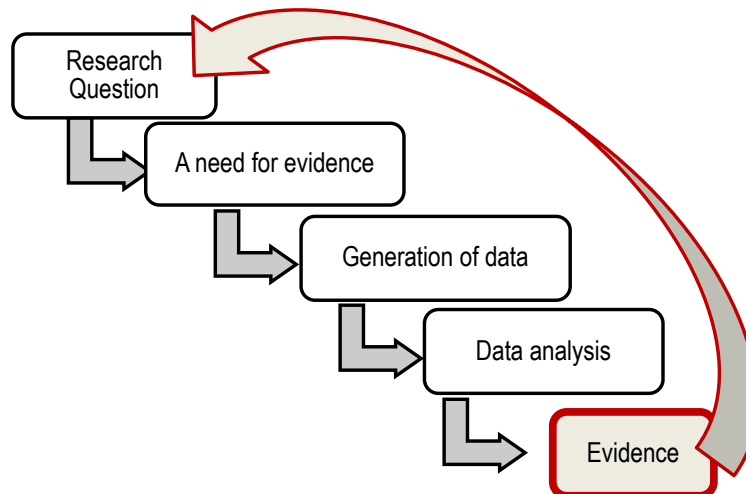 Research
Question
A need for evidence
Generation of data
Data analysis
Evidence